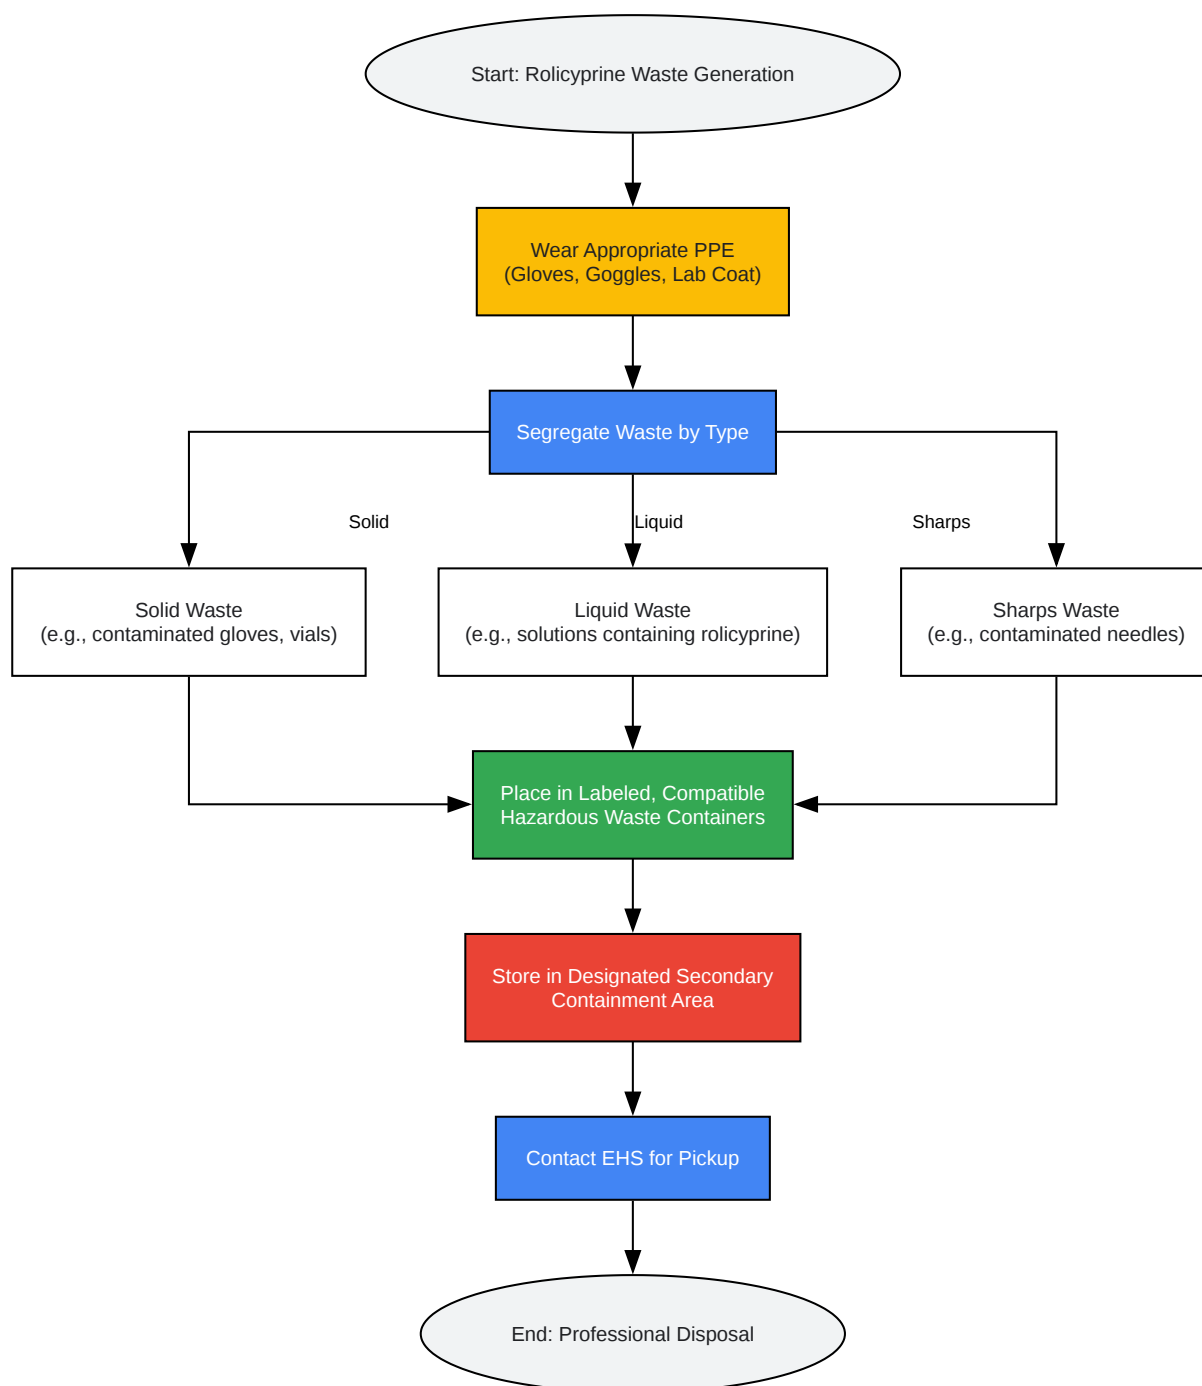 Start: Rolicyprine Waste Generation
Wear Appropriate PPE
(Gloves, Goggles, Lab Coat)
Segregate Waste by Type
Solid
Liquid
Sharps
Solid Waste
(e.g., contaminated gloves, vials)
Liquid Waste
(e.g., solutions containing rolicyprine)
Sharps Waste
(e.g., contaminated needles)
Place in Labeled, Compatible
Hazardous Waste Containers
Store in Designated Secondary
Containment Area
Contact EHS for Pickup
End: Professional Disposal